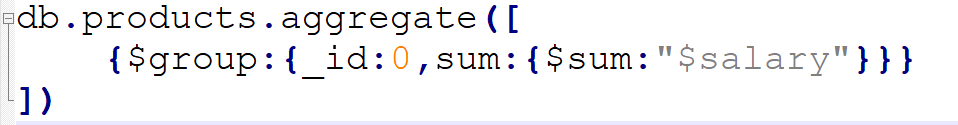 db.products.aggregate([
{$group:{_id:0,sum:{$sum:"$salary"}}}
])